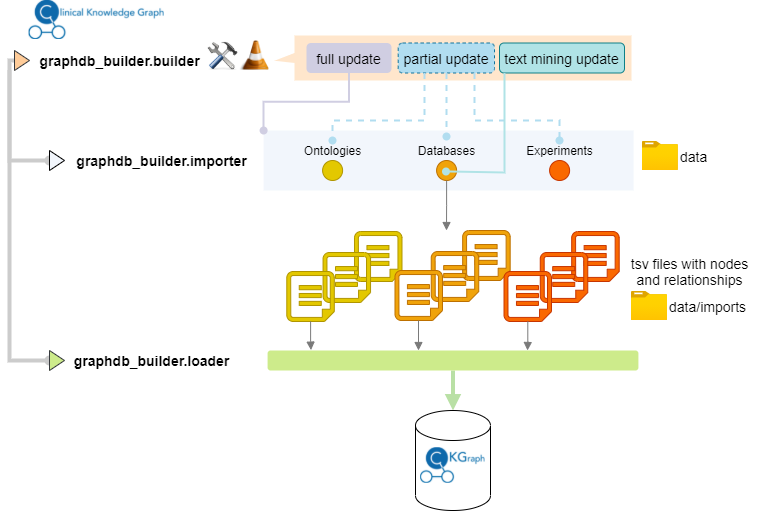 Clinical Knowledge Graph
graphdb_builder.builder
full update
partial update
text mining update
graphdb_builder.importer
Ontologies
Databases
Experiments
data
tsv files with nodes
and relationships
data/imports
graphdb_builder.loader
CKGraph